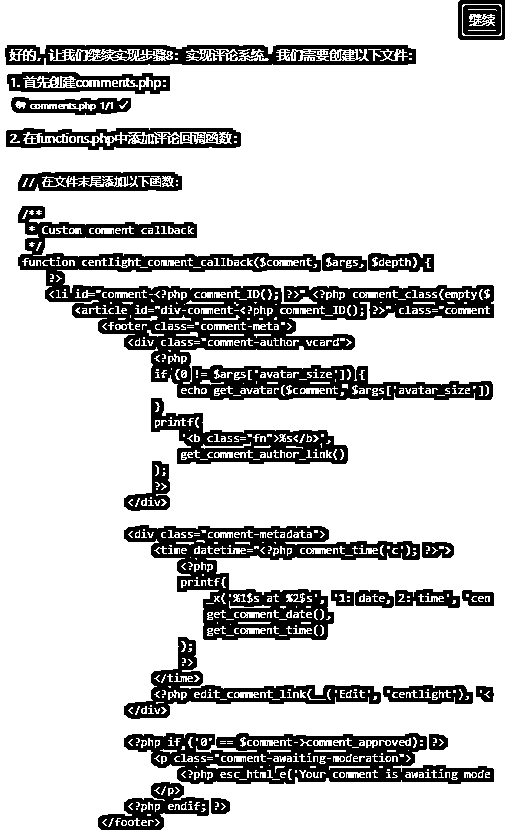 继续
好的，让我们继续实现步骤8：实现评论系统。我们需要创建以下文件：
1. 首先创建comments.php：
comments.php 1/1 ✓
2. 在functions.php中添加评论回调函数：
// 在文件末尾添加以下函数：
/**
 * Custom comment callback
 */
function centlight_comment_callback($comment, $args, $depth) {
    ?>
    <li id="comment-<?php comment_ID(); ?>" <?php comment_class(empty($
        <article id="div-comment-<?php comment_ID(); ?>" class="comment
            <footer class="comment-meta">
                <div class="comment-author vcard">
                    <?php
                    if (0 != $args['avatar_size']) {
                        echo get_avatar($comment, $args['avatar_size'])
                    }
                    printf(
                        '<b class="fn">%s</b>',
                        get_comment_author_link()
                    );
                    ?>
                </div>
                <div class="comment-metadata">
                    <time datetime="<?php comment_time('c'); ?>">
                        <?php
                        printf(
                            _x('%1$s at %2$s', '1: date, 2: time', 'cen
                            get_comment_date(),
                            get_comment_time()
                        );
                        ?>
                    </time>
                    <?php edit_comment_link(__('Edit', 'centlight'), '<
                </div>
                <?php if ('0' == $comment->comment_approved): ?>
                    <p class="comment-awaiting-moderation">
                        <?php esc_html_e('Your comment is awaiting mode
                    </p>
                <?php endif; ?>
            </footer>